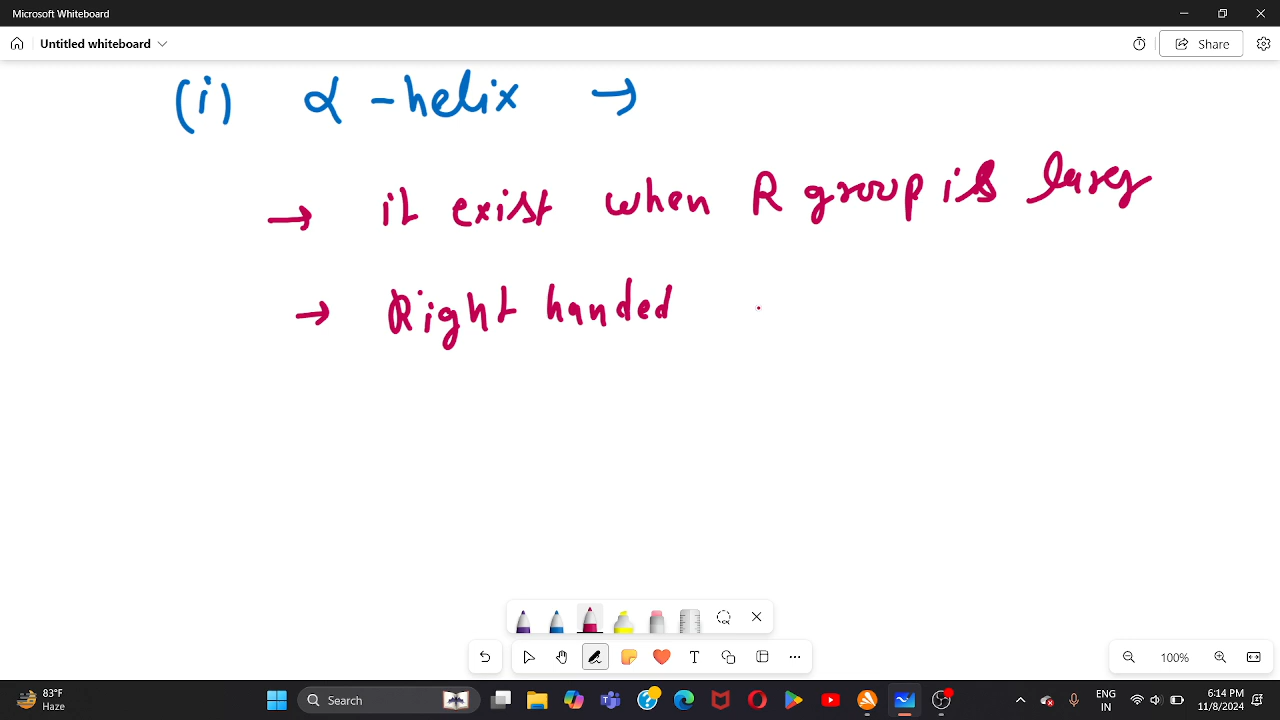 Microsoft Whiteboard
Untitled whiteboard
Share
(i) α - helix →
→ it exist when R group is larger
→ Right handed
100%
83°F
Haze
Search
ENG
IN
6:14 PM
11/8/2024